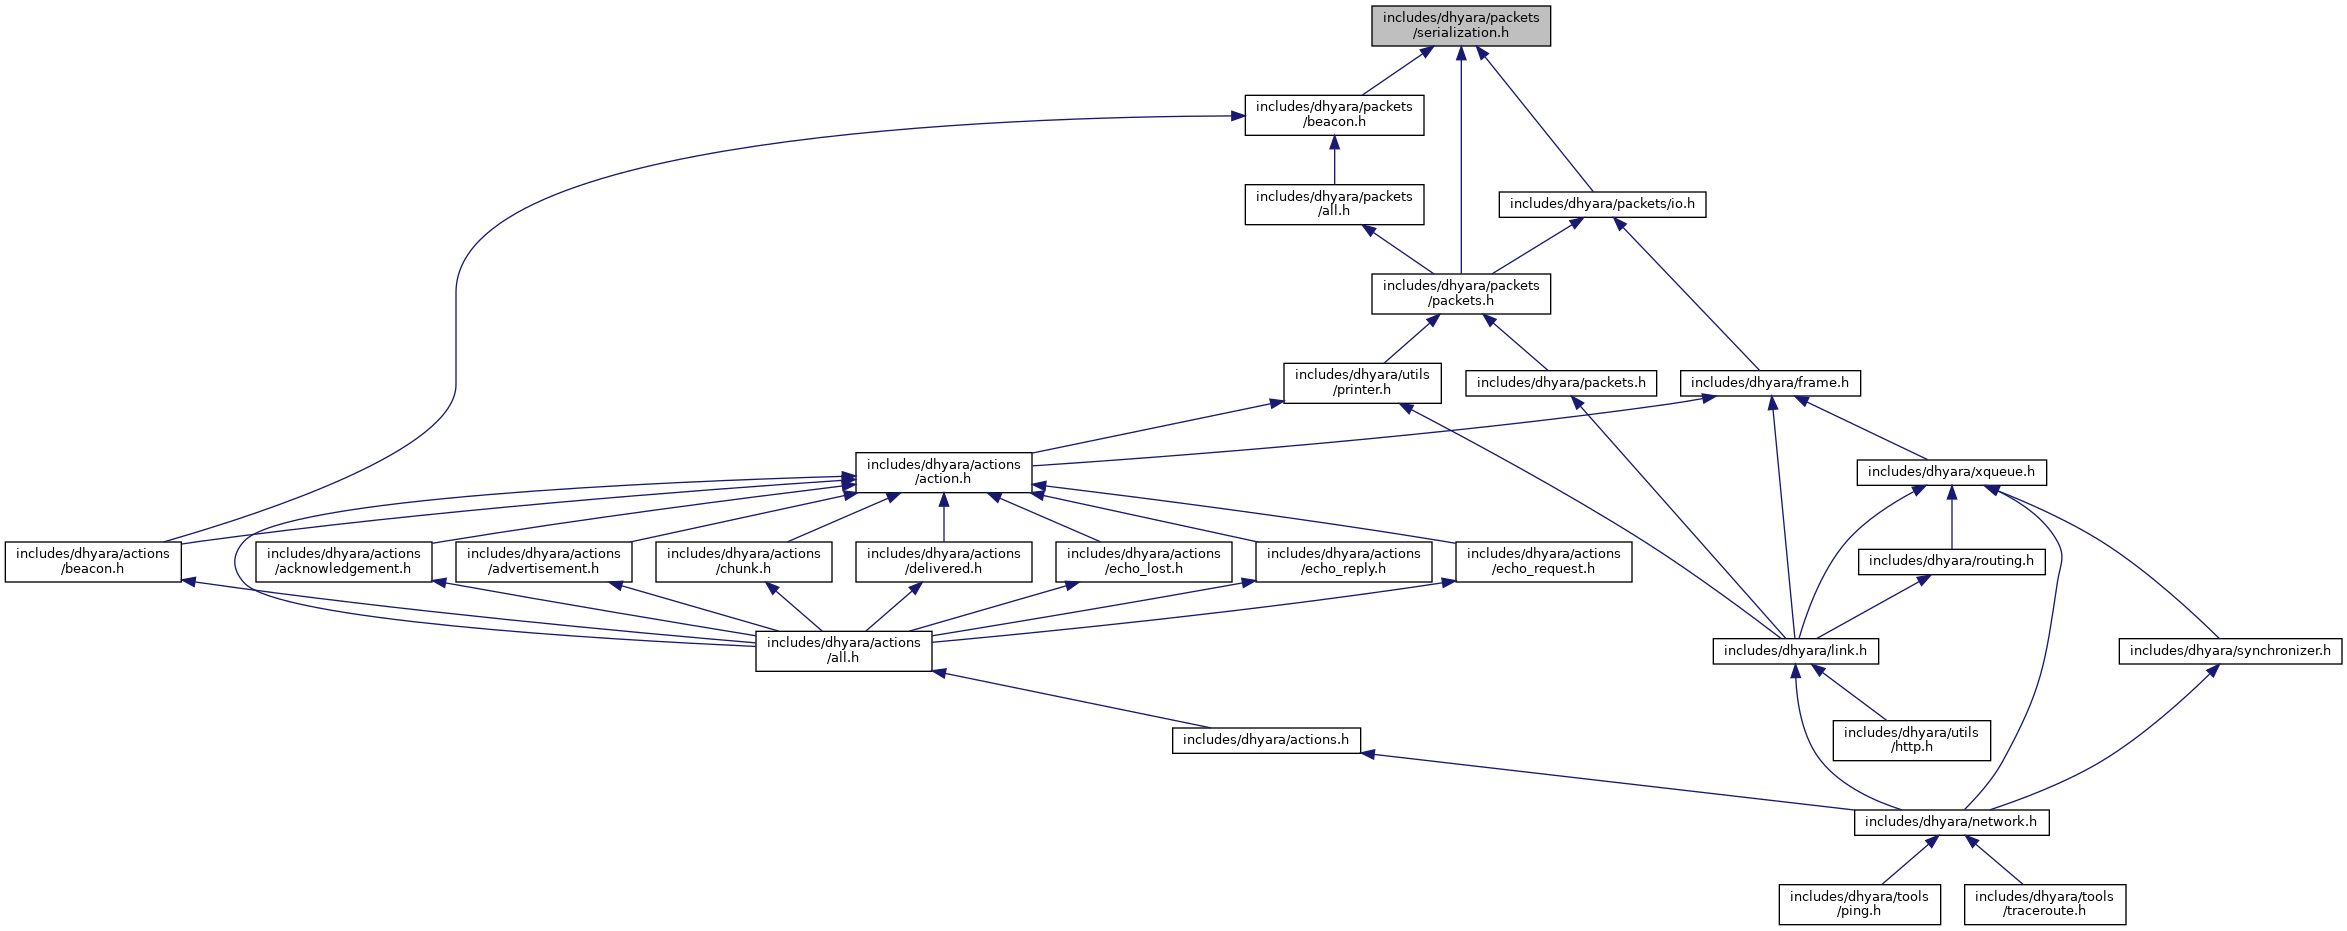 includes/dhyara/packets
/serialization.h
includes/dhyara/packets
/beacon.h
includes/dhyara/packets
/all.h
includes/dhyara/packets/io.h
includes/dhyara/packets
/packets.h
includes/dhyara/utils
/printer.h
includes/dhyara/packets.h
includes/dhyara/frame.h
includes/dhyara/actions
/action.h
includes/dhyara/xqueue.h
includes/dhyara/actions
/beacon.h
includes/dhyara/actions
/acknowledgement.h
includes/dhyara/actions
/advertisement.h
includes/dhyara/actions
/chunk.h
includes/dhyara/actions
/delivered.h
includes/dhyara/actions
/echo_lost.h
includes/dhyara/actions
/echo_reply.h
includes/dhyara/actions
/echo_request.h
includes/dhyara/routing.h
includes/dhyara/actions
/all.h
includes/dhyara/link.h
includes/dhyara/synchronizer.h
includes/dhyara/actions.h
includes/dhyara/utils
/http.h
includes/dhyara/network.h
includes/dhyara/tools
/ping.h
includes/dhyara/tools
/traceroute.h